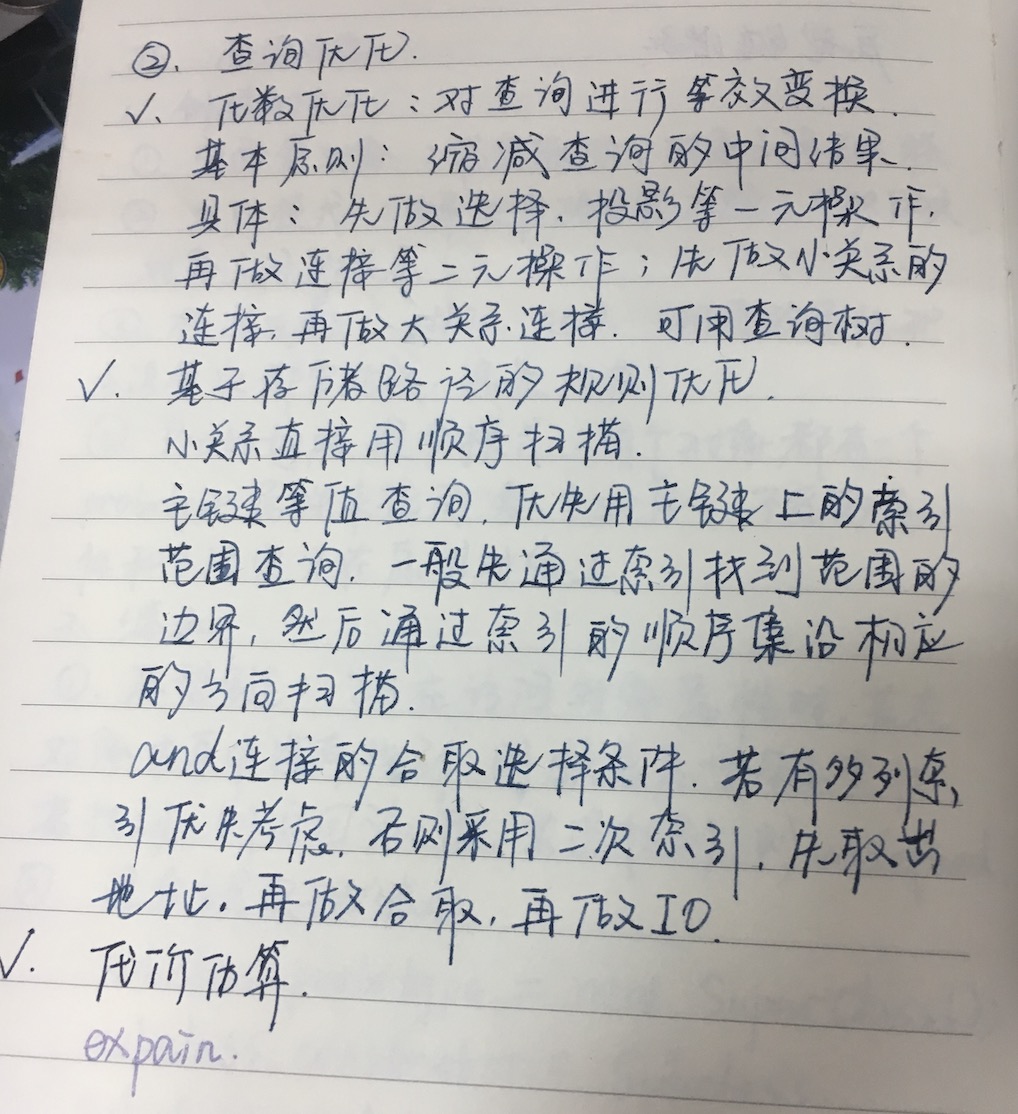 ②. 查询优化.
√. 代数优化：对查询进行等效变换.
基本原则：缩减查询的中间结果.
具体：先做选择.投影等一元操作.
再做连接等二元操作；先做小关系的
连接,再做大关系连接.可用查询树.
√. 基于存储路径的规则优化.
小关系直接用顺序扫描.
主键等值查询,优先用主键上的索引
范围查询.一般先通过索引找到范围的
边界,然后通过索引的顺序集沿相应
的方向扫描.
and连接的合取选择条件.若有多列索
引优先考虑,否则采用二次索引,先取出
地址.再做合取,再做IO.
√. 代价估算.
expain.